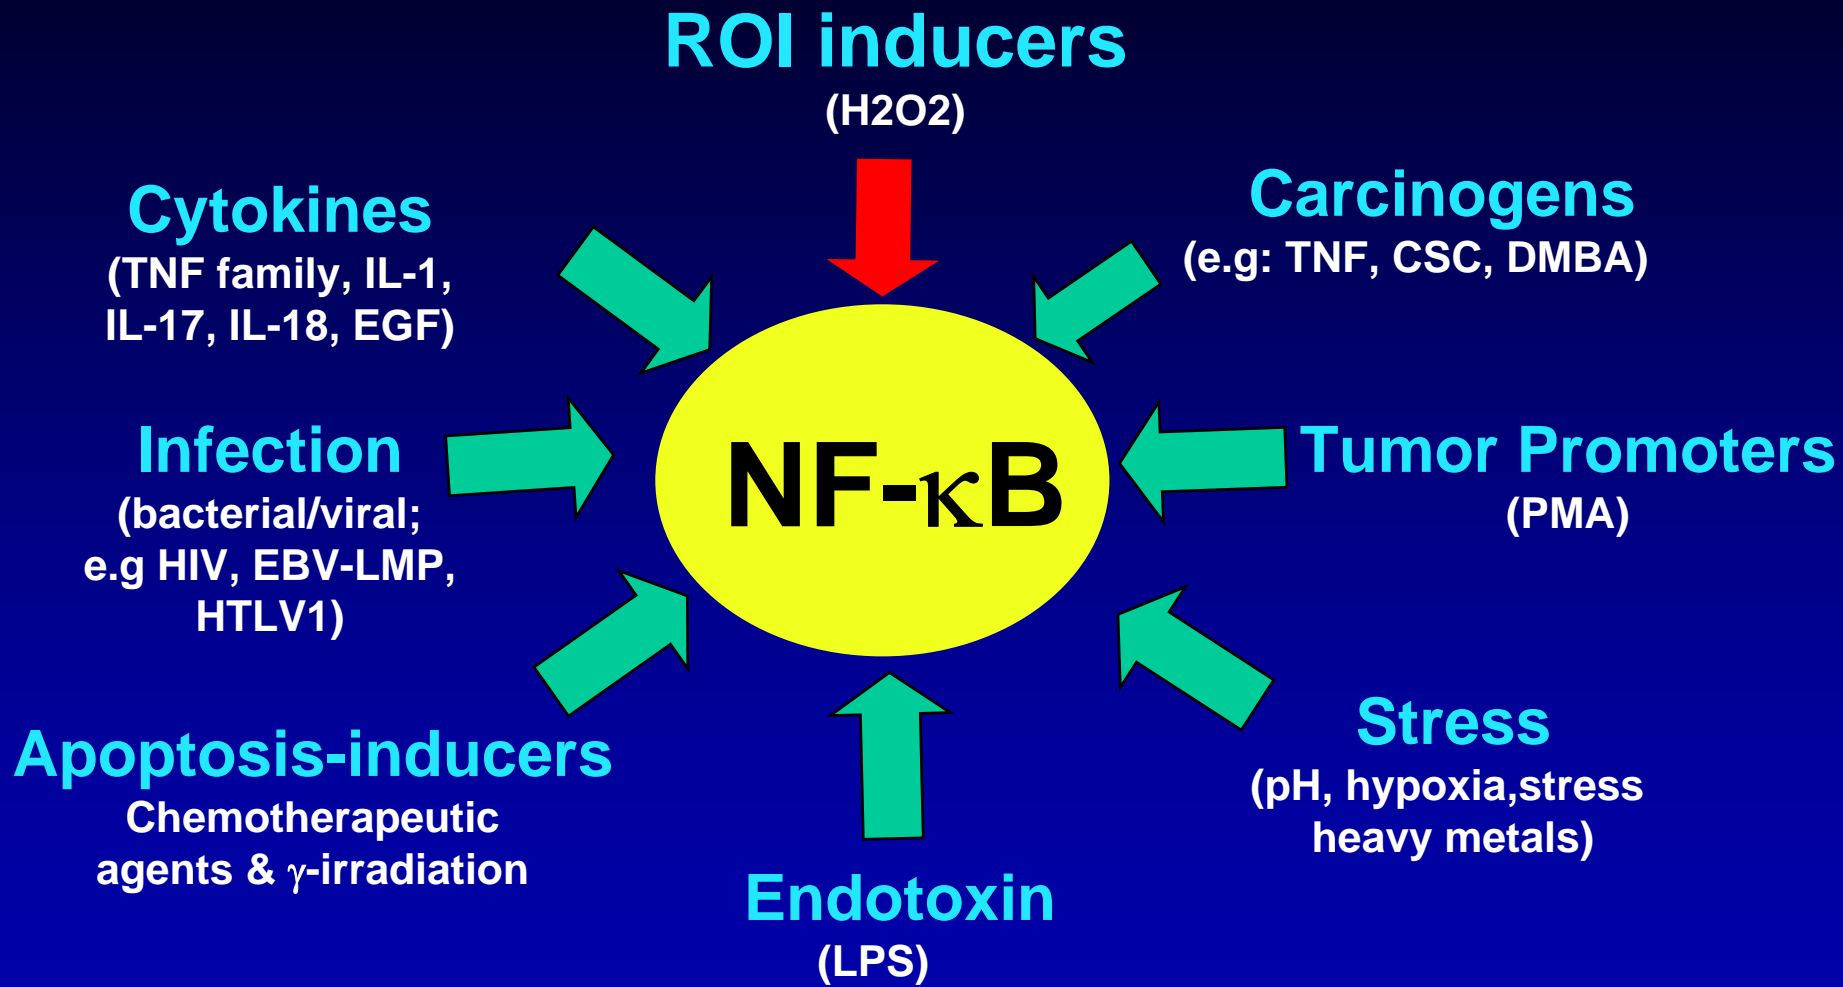 ROI inducers
(H2O2)
Cytokines
(TNF family, IL-1,
IL-17, IL-18, EGF)
Carcinogens
(e.g: TNF, CSC, DMBA)
Infection
(bacterial/viral;
e.g HIV, EBV-LMP,
HTLV1)
NF-κB
Tumor Promoters
(PMA)
Apoptosis-inducers
Chemotherapeutic
agents & γ-irradiation
Stress
(pH, hypoxia,stress
heavy metals)
Endotoxin
(LPS)